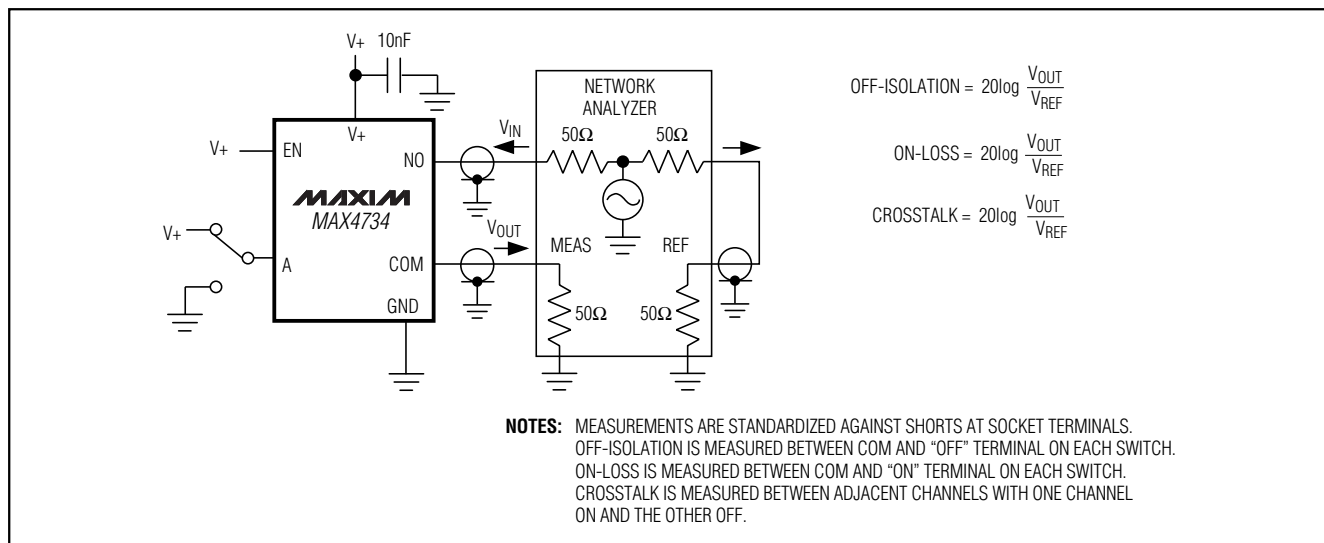 V+ 10nF
V+
V+ EN
NO
MAXIM
MAX4734
V+
A
COM
GND
VIN
VOUT
NETWORK
ANALYZER
50Ω 50Ω
MEAS REF
50Ω 50Ω
OFF-ISOLATION = 20log VOUT
VREF
ON-LOSS = 20log VOUT
VREF
CROSSTALK = 20log VOUT
VREF
NOTES: MEASUREMENTS ARE STANDARDIZED AGAINST SHORTS AT SOCKET TERMINALS.
OFF-ISOLATION IS MEASURED BETWEEN COM AND “OFF” TERMINAL ON EACH SWITCH.
ON-LOSS IS MEASURED BETWEEN COM AND “ON” TERMINAL ON EACH SWITCH.
CROSSTALK IS MEASURED BETWEEN ADJACENT CHANNELS WITH ONE CHANNEL
ON AND THE OTHER OFF.